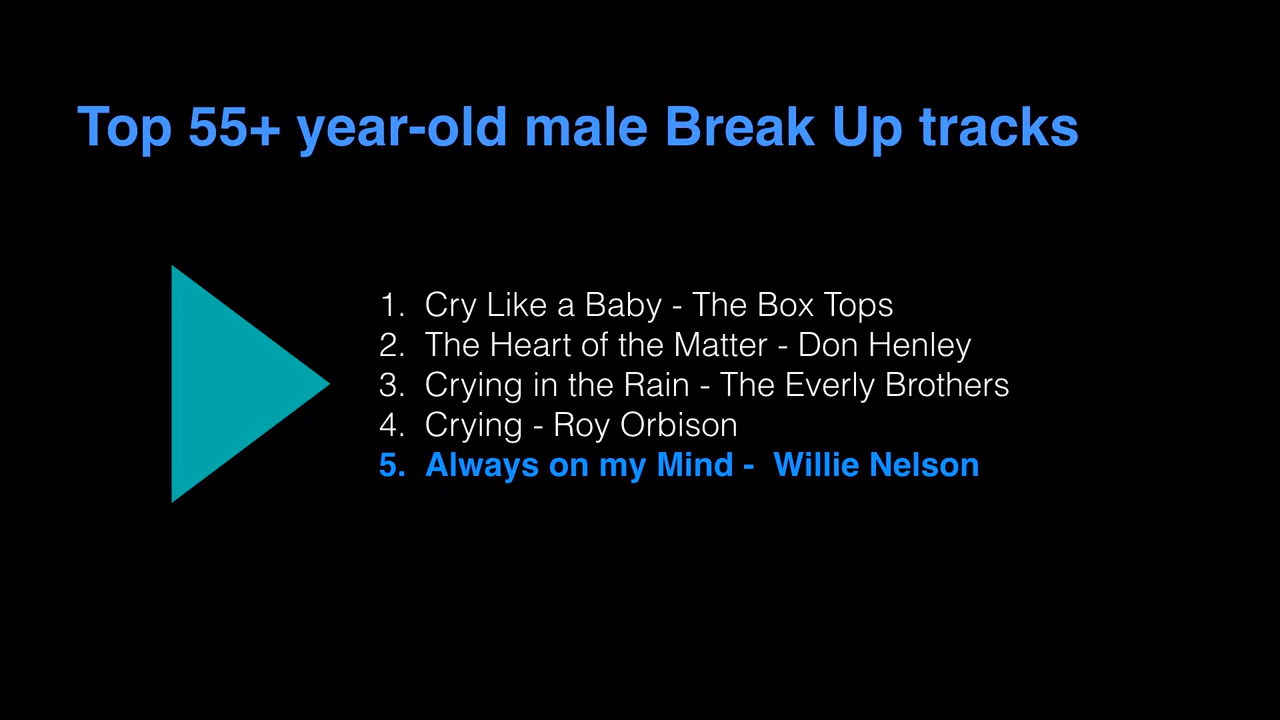 Top 55+ year-old male Break Up tracks
1. Cry Like a Baby - The Box Tops
2. The Heart of the Matter - Don Henley
3. Crying in the Rain - The Everly Brothers
4. Crying - Roy Orbison
5. Always on my Mind -  Willie Nelson